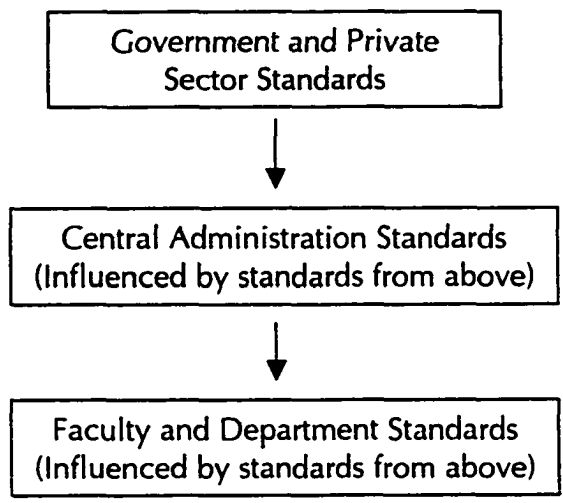 Government and Private
Sector Standards
Central Administration Standards
(Influenced by standards from above)
Faculty and Department Standards
(Influenced by standards from above)